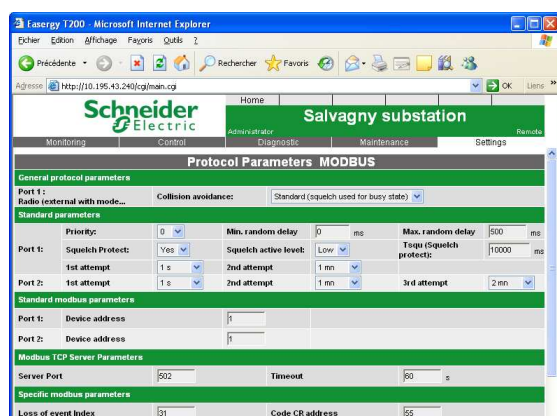 Easergy T200 - Microsoft Internet Explorer
Fichier Edition Affichage Favoris Outils ?
Précédente Rechercher Favoris
Adresse http://10.195.43.240/cgi/main.cgi OK Liens »
Schneider Electric
Home
Salvagny substation
Administrator Remote
Monitoring Control Diagnostic Maintenance Settings
Protocol Parameters MODBUS
General protocol parameters
Port 1 : Collision avoidance: Standard (squelch used for busy state)
Radio (external with mode...
Standard parameters
Priority: 0 Min. random delay 0 ms Max. random delay 500 ms
Port 1: Squelch Protect: Yes Squelch active level: Low Tsqu (Squelch protect): 10000 ms
1st attempt 1 s 2nd attempt 1 mn
Port 2: 1st attempt 1 s 2nd attempt 1 mn 3rd attempt 2 mn
Standard modbus parameters
Port 1: Device address 1
Port 2: Device address 1
Modbus TCP Server Parameters
Server Port 502 Timeout 60 s
Specific modbus parameters
Loss of event Index 31 Code CR address 55